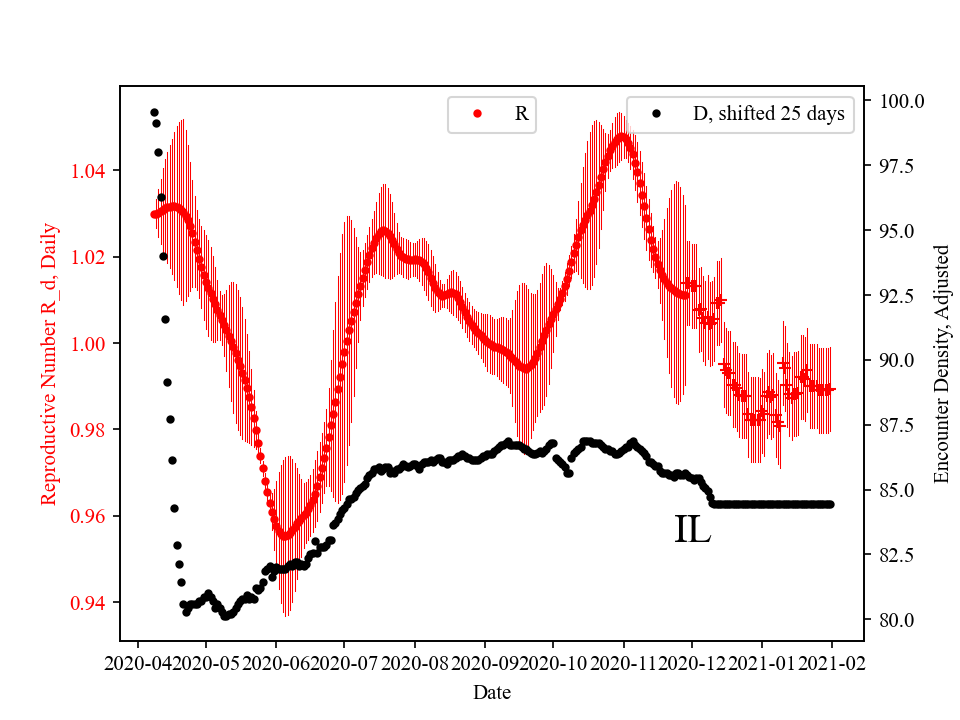 R
D, shifted 25 days
Reproductive Number R_d, Daily
1.04
1.02
1.00
0.98
0.96
0.94
100.0
97.5
95.0
92.5
90.0
87.5
85.0
82.5
80.0
Encounter Density, Adjusted
IL
2020-04 2020-05 2020-06 2020-07 2020-08 2020-09 2020-10 2020-11 2020-12 2021-01 2021-02
Date